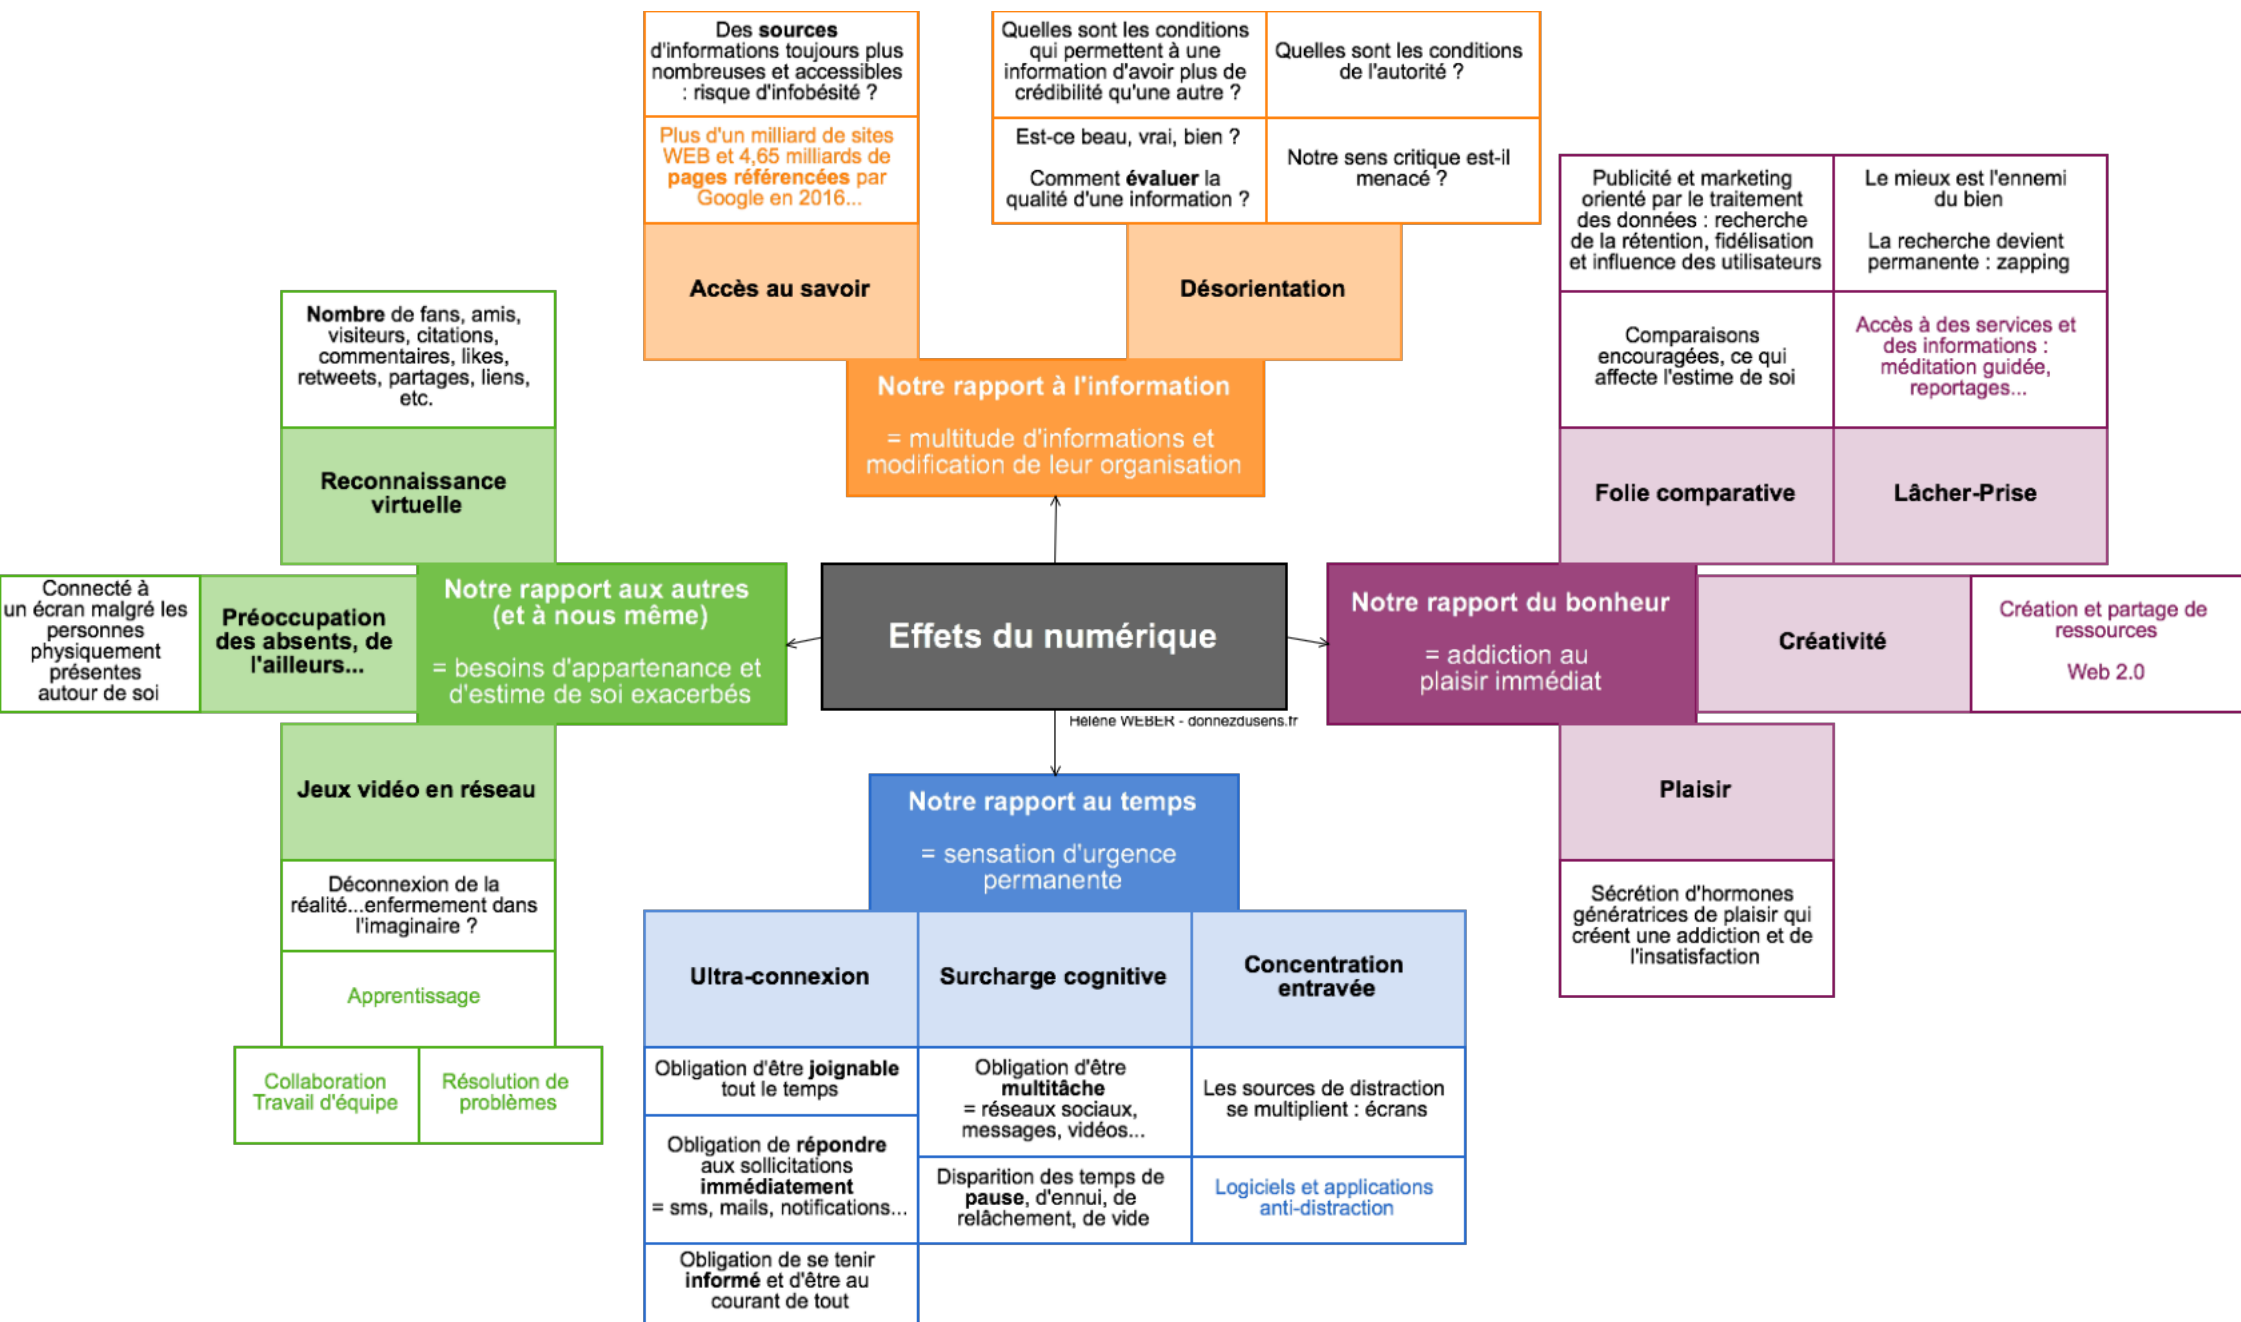 Des sources
d'informations toujours plus
nombreuses et accessibles
: risque d'infobésité ?
Plus d'un milliard de sites
WEB et 4,65 milliards de
pages référencées par
Google en 2016...
Accès au savoir
Quelles sont les conditions
qui permettent à une
information d'avoir plus de
crédibilité qu'une autre ?
Quelles sont les conditions
de l'autorité ?
Est-ce beau, vrai, bien ?
Comment évaluer la
qualité d'une information ?
Notre sens critique est-il
menacé ?
Désorientation
Notre rapport à l'information
= multitude d'informations et
modification de leur organisation
Publicité et marketing
orienté par le traitement
des données : recherche
de la rétention, fidélisation
et influence des utilisateurs
Le mieux est l'ennemi
du bien
La recherche devient
permanente : zapping
Comparaisons
encouragées, ce qui
affecte l'estime de soi
Accès à des services et
des informations :
méditation guidée,
reportages...
Folie comparative
Lâcher-Prise
Nombre de fans, amis,
visiteurs, citations,
commentaires, likes,
retweets, partages, liens,
etc.
Reconnaissance
virtuelle
Connecté à
un écran malgré les
personnes
physiquement
présentes
autour de soi
Préoccupation
des absents, de
l'ailleurs...
Notre rapport aux autres
(et à nous même)
= besoins d'appartenance et
d'estime de soi exacerbés
Effets du numérique
Hélène WEBER - donnezdusens.fr
Notre rapport du bonheur
= addiction au
plaisir immédiat
Créativité
Création et partage de
ressources
Web 2.0
Jeux vidéo en réseau
Déconnexion de la
réalité...enfermement dans
l'imaginaire ?
Apprentissage
Collaboration
Travail d'équipe
Résolution de
problèmes
Notre rapport au temps
= sensation d'urgence
permanente
Ultra-connexion
Surcharge cognitive
Concentration
entravée
Obligation d'être joignable
tout le temps
Obligation de répondre
aux sollicitations
immédiatement
= sms, mails, notifications...
Obligation de se tenir
informé et d'être au
courant de tout
Obligation d'être
multitâche
= réseaux sociaux,
messages, vidéos...
Disparition des temps de
pause, d'ennui, de
relâchement, de vide
Les sources de distraction
se multiplient : écrans
Logiciels et applications
anti-distraction
Plaisir
Sécrétion d'hormones
génératrices de plaisir qui
créent une addiction et de
l'insatisfaction